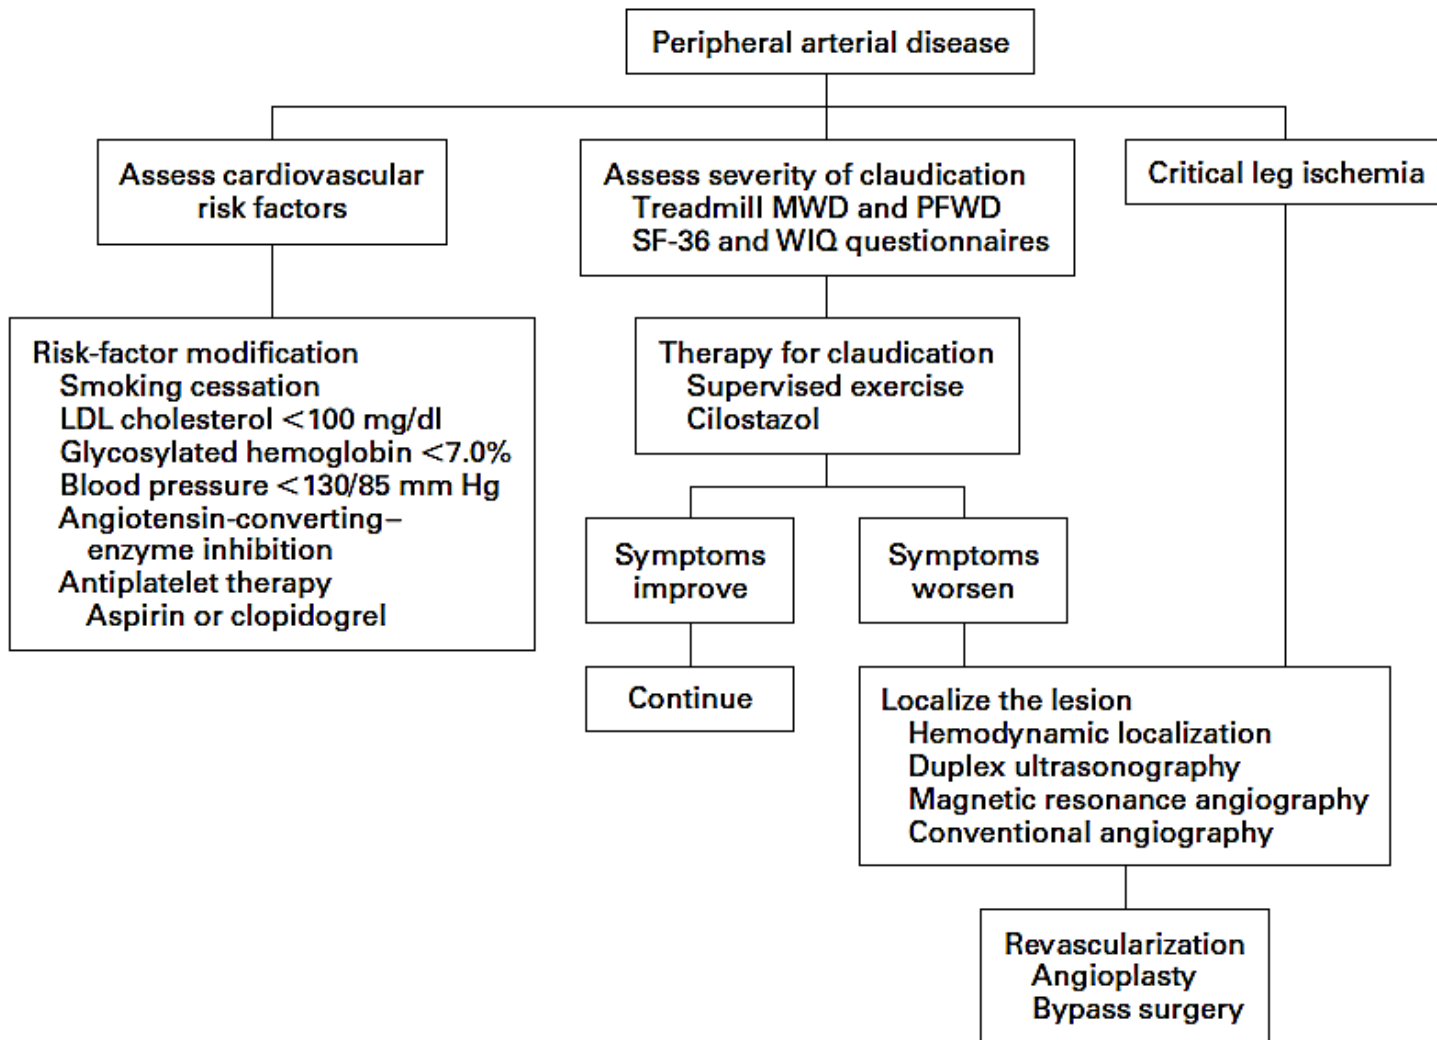 Peripheral arterial disease
Assess cardiovascular
risk factors
Assess severity of claudication
Treadmill MWD and PFWD
SF-36 and WIQ questionnaires
Critical leg ischemia
Risk-factor modification
Smoking cessation
LDL cholesterol <100 mg/dl
Glycosylated hemoglobin <7.0%
Blood pressure <130/85 mm Hg
Angiotensin-converting–
enzyme inhibition
Antiplatelet therapy
Aspirin or clopidogrel
Therapy for claudication
Supervised exercise
Cilostazol
Symptoms
improve
Symptoms
worsen
Continue
Localize the lesion
Hemodynamic localization
Duplex ultrasonography
Magnetic resonance angiography
Conventional angiography
Revascularization
Angioplasty
Bypass surgery